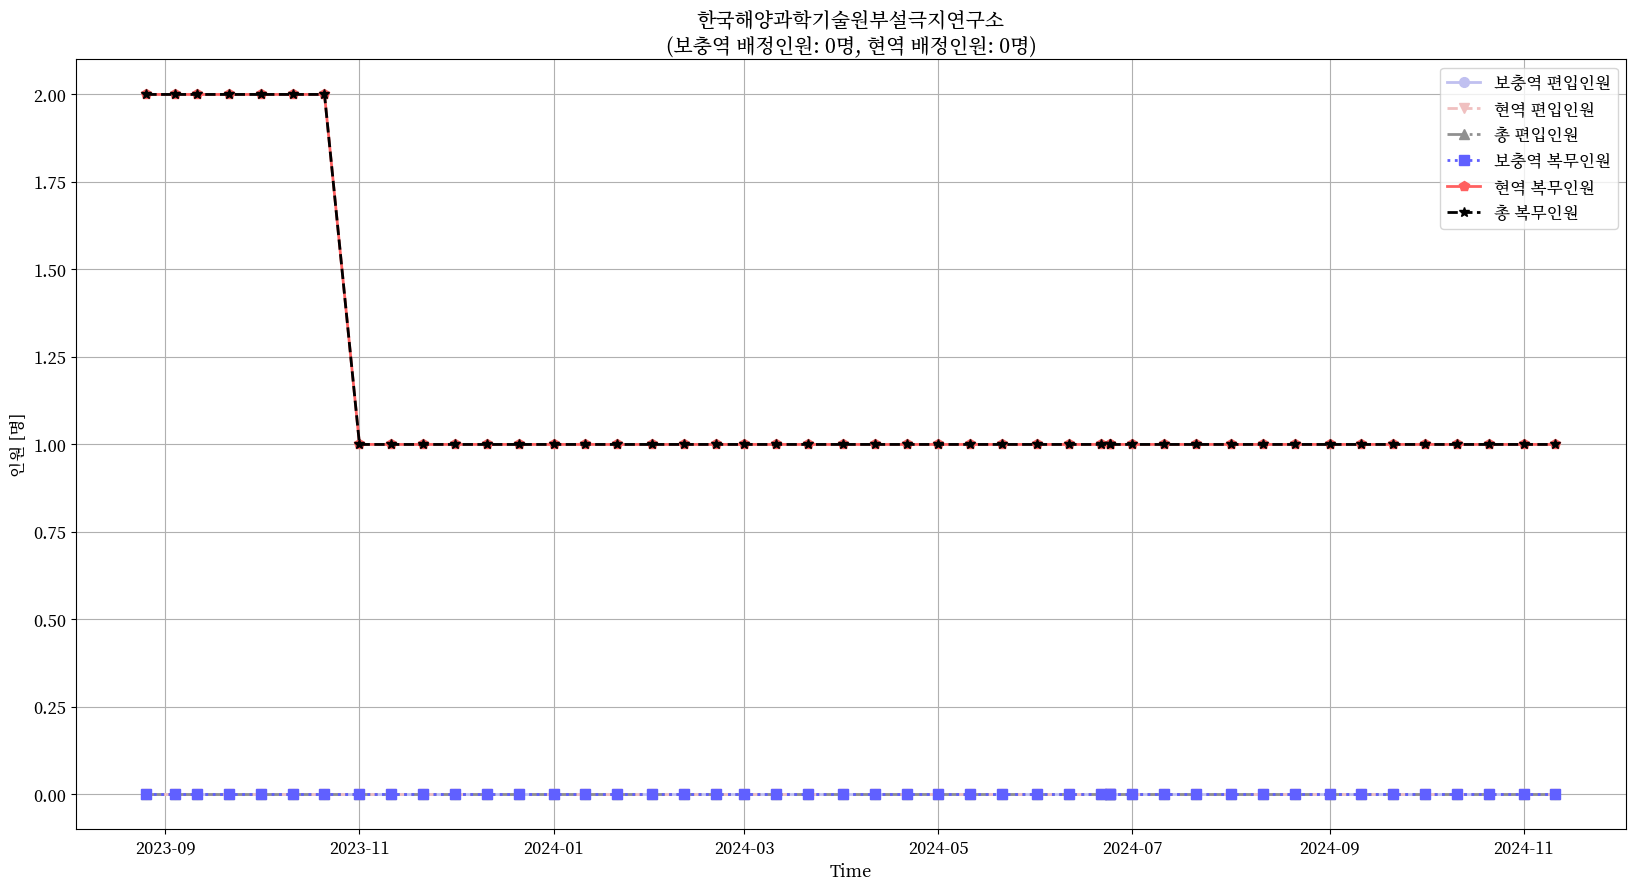 한국해양과학기술원부설극지연구소
(보충역 배정인원: 0명, 현역 배정인원: 0명)
보충역 편입인원
현역 편입인원
총 편입인원
보충역 복무인원
현역 복무인원
총 복무인원
인원 [명]
2.00
1.75
1.50
1.25
1.00
0.75
0.50
0.25
0.00
2023-09
2023-11
2024-01
2024-03
2024-05
2024-07
2024-09
2024-11
Time